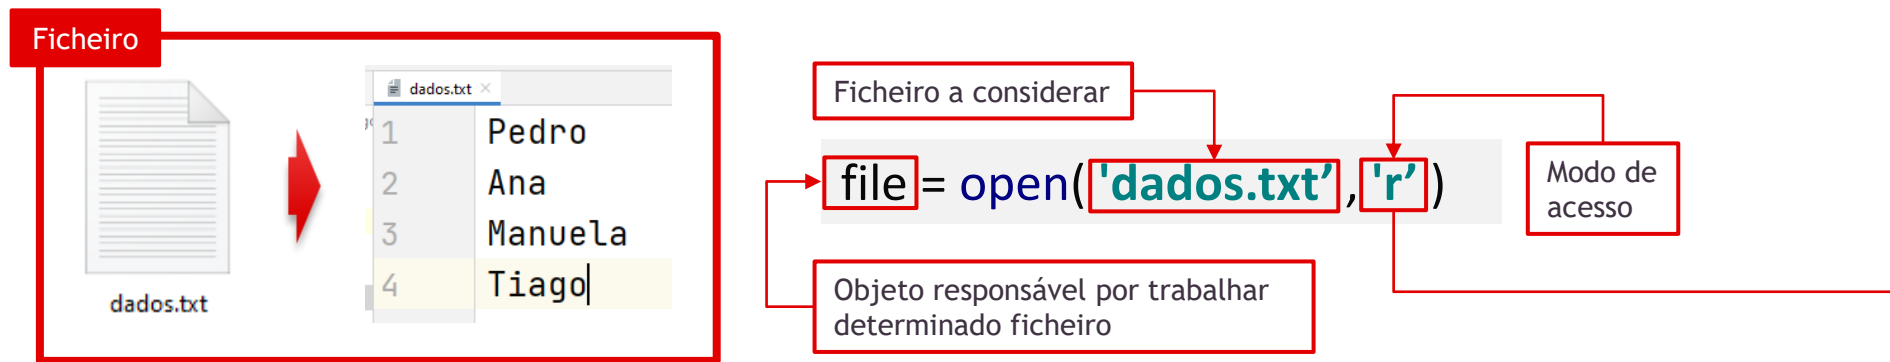 Ficheiro
dados.txt
dados.txt
1 Pedro
2 Ana
3 Manuela
4 Tiago
Ficheiro a considerar
file = open('dados.txt’,'r’)
Modo de
acesso
Objeto responsável por trabalhar
determinado ficheiro